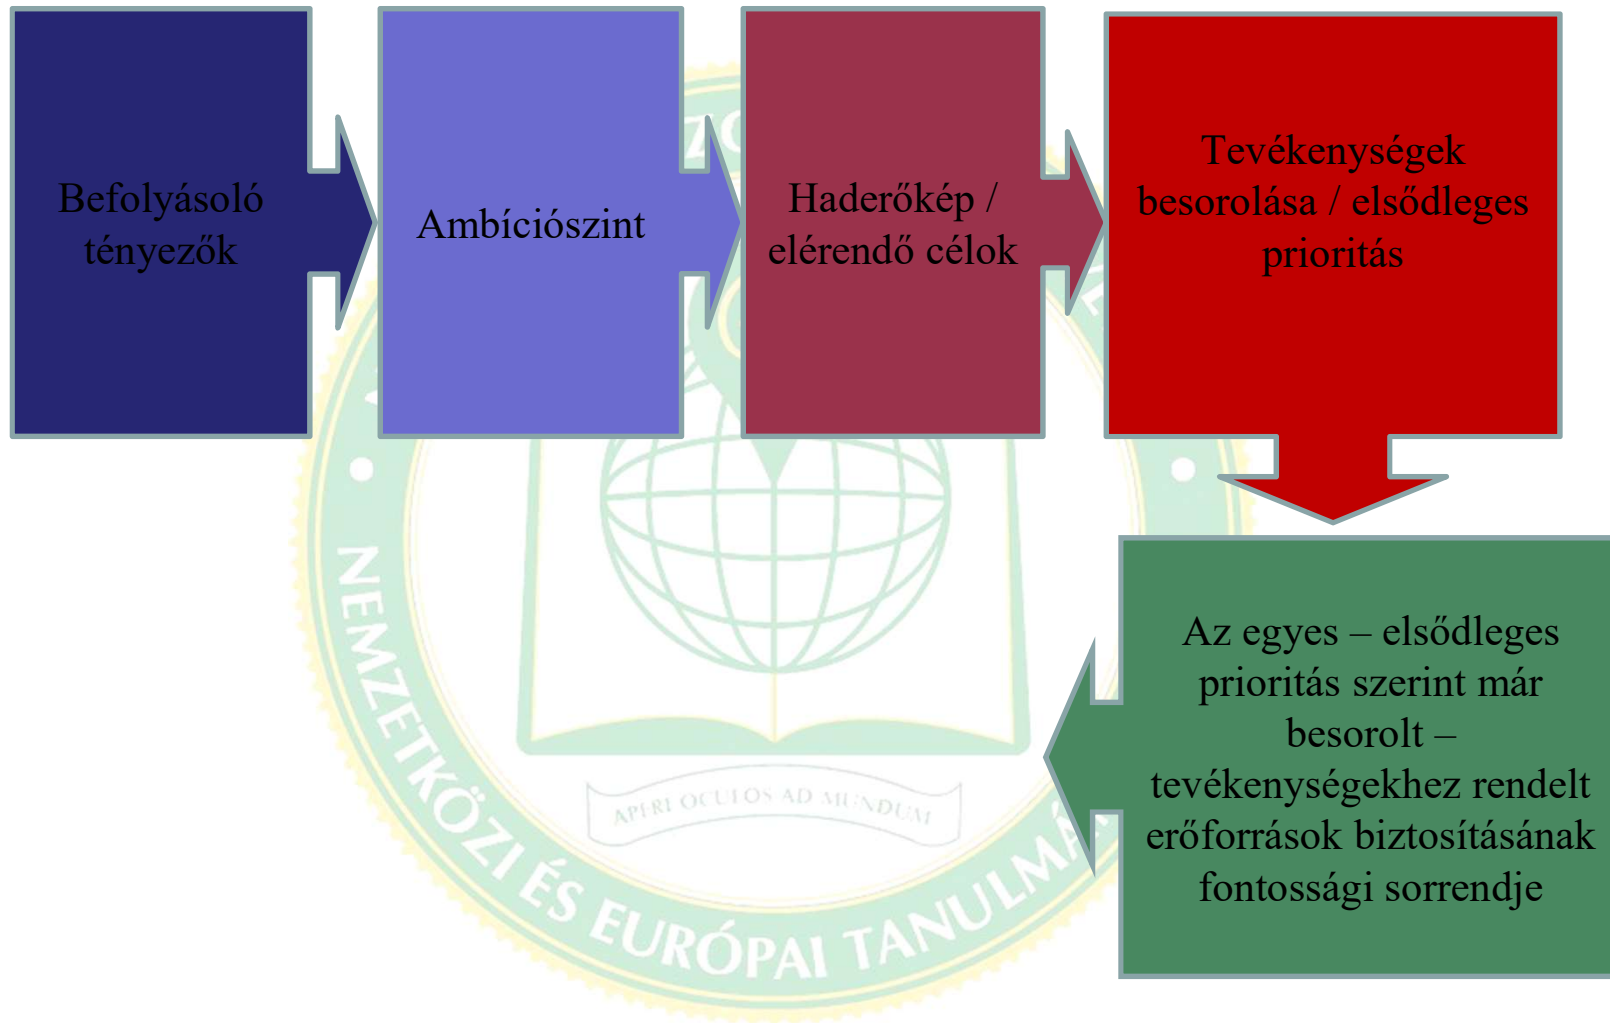 Befolyásoló
tényezők
Ambíciószint
Haderőkép /
elérendő célok
Tevékenységek
besorolása / elsődleges
prioritás
Az egyes – elsődleges
prioritás szerint már
besorolt –
tevékenységekhez rendelt
erőforrások biztosításának
fontossági sorrendje
APERI OCULOS AD MUNDUM
NEMZETKÖZI ÉS EURÓPAI